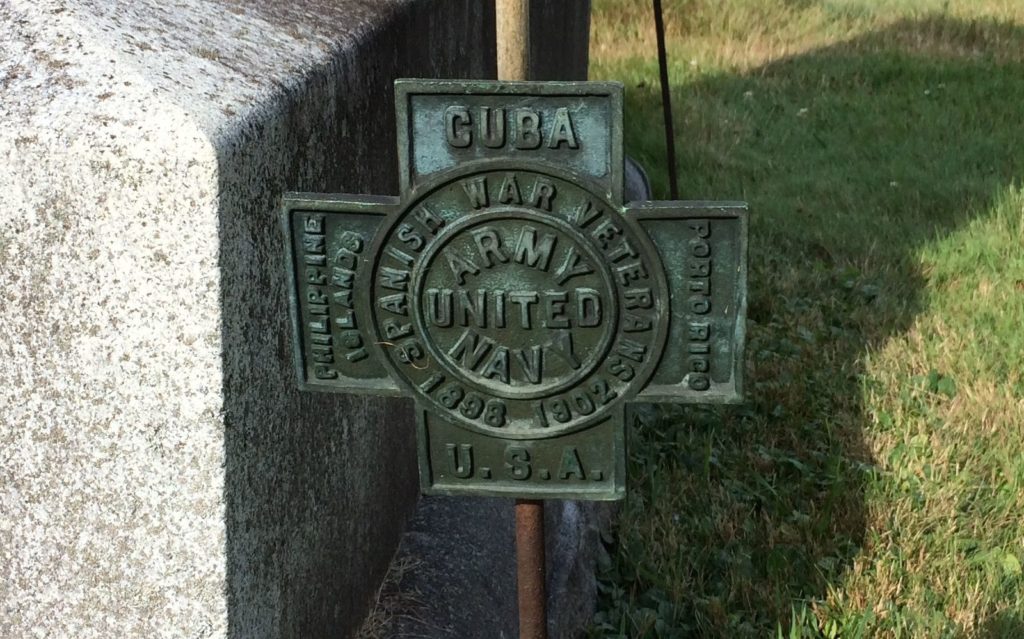 CUBA
SPANISH WAR VETERANS
ARMY
UNITED
NAVY
1898 1902
PHILIPPINE
ISLANDS
PORTO RICO
U.S.A.